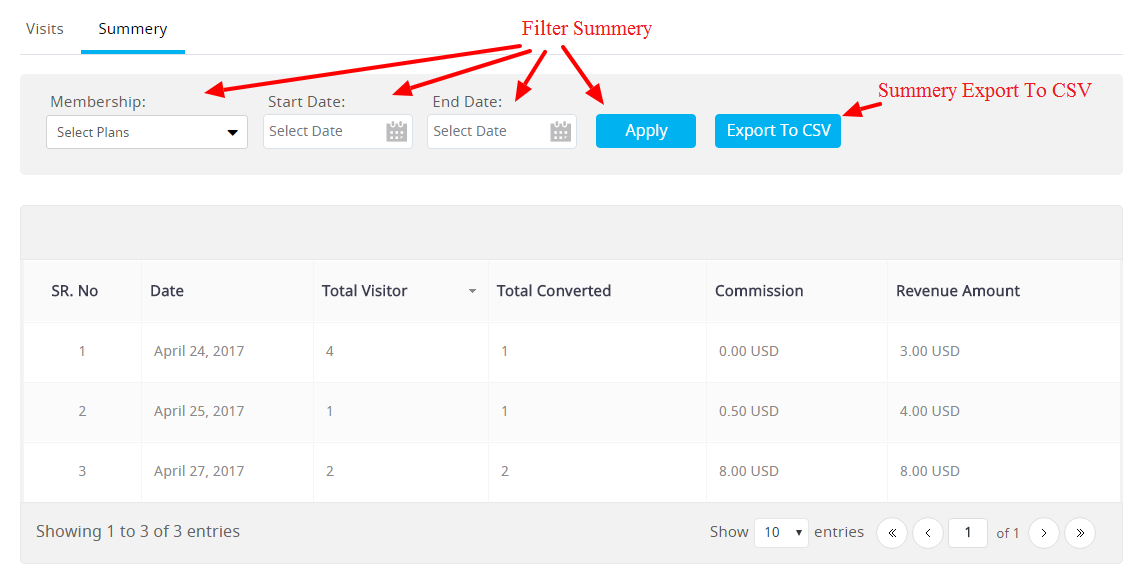 Visits Summery
Filter Summery
Summery Export To CSV
Membership: Start Date: End Date:
Select Plans Select Date Select Date Apply Export To CSV
SR. No Date Total Visitor Total Converted Commission Revenue Amount
1 April 24, 2017 4 1 0.00 USD 3.00 USD
2 April 25, 2017 1 1 0.50 USD 4.00 USD
3 April 27, 2017 2 2 8.00 USD 8.00 USD
Showing 1 to 3 of 3 entries Show 10 entries « ‹ 1 of 1 › »